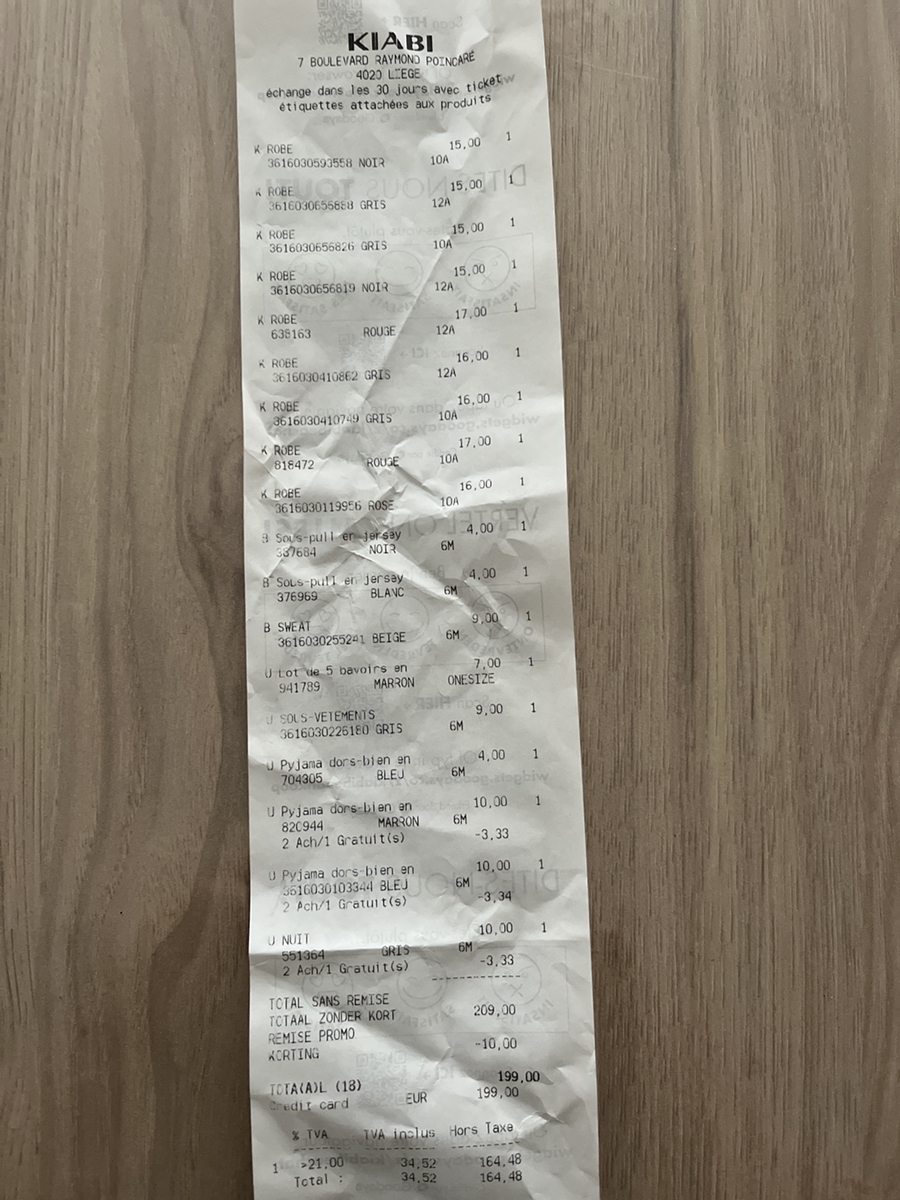 KIABI
7 BOULEVARD RAYMOND POINCARÉ
4020 LIEGE
échange dans les 30 jours avec ticket
étiquettes attachées aux produits
K ROBE 15,00 1
3616030593558 NOIR 10A
K ROBE 15,00 1
3616030656888 GRIS 12A
K ROBE 15,00 1
3616030656826 GRIS 10A
K ROBE 15,00 1
3616030656819 NOIR 12A
K ROBE 17,00 1
638163 ROUGE 12A
K ROBE 16,00 1
3616030410862 GRIS 12A
K ROBE 16,00 1
3616030410749 GRIS 10A
K ROBE 17,00 1
818472 ROUGE 10A
K ROBE 16,00 1
3616030119956 ROSE 10A
B Sous-pull en jersey 4,00 1
387684 NOIR 6M
B Sous-pull en jersey 4,00 1
376969 BLANC 6M
B SWEAT 9,00 1
3616030255241 BEIGE 6M
U Lot de 5 bavoirs en 7,00 1
941789 MARRON ONESIZE
U SOUS-VETEMENTS 9,00 1
3616030226180 GRIS 6M
U Pyjama dors-bien en 4,00 1
704305 BLEU 6M
U Pyjama dors-bien en 10,00 1
820944 MARRON 6M
2 Ach/1 Gratuit(s) -3,33
U Pyjama dors-bien en 10,00 1
3616030103344 BLEU 6M
2 Ach/1 Gratuit(s) -3,34
U NUIT 10,00 1
551364 GRIS 6M
2 Ach/1 Gratuit(s) -3,33
TOTAL SANS REMISE
TOTAAL ZONDER KORT 209,00
REMISE PROMO
KORTING -10,00
TOTA(A)L (18) 199,00
Credit card EUR 199,00
% TVA TVA inclus Hors Taxe
1 >21,00 34,52 164,48
Total : 34,52 164,48